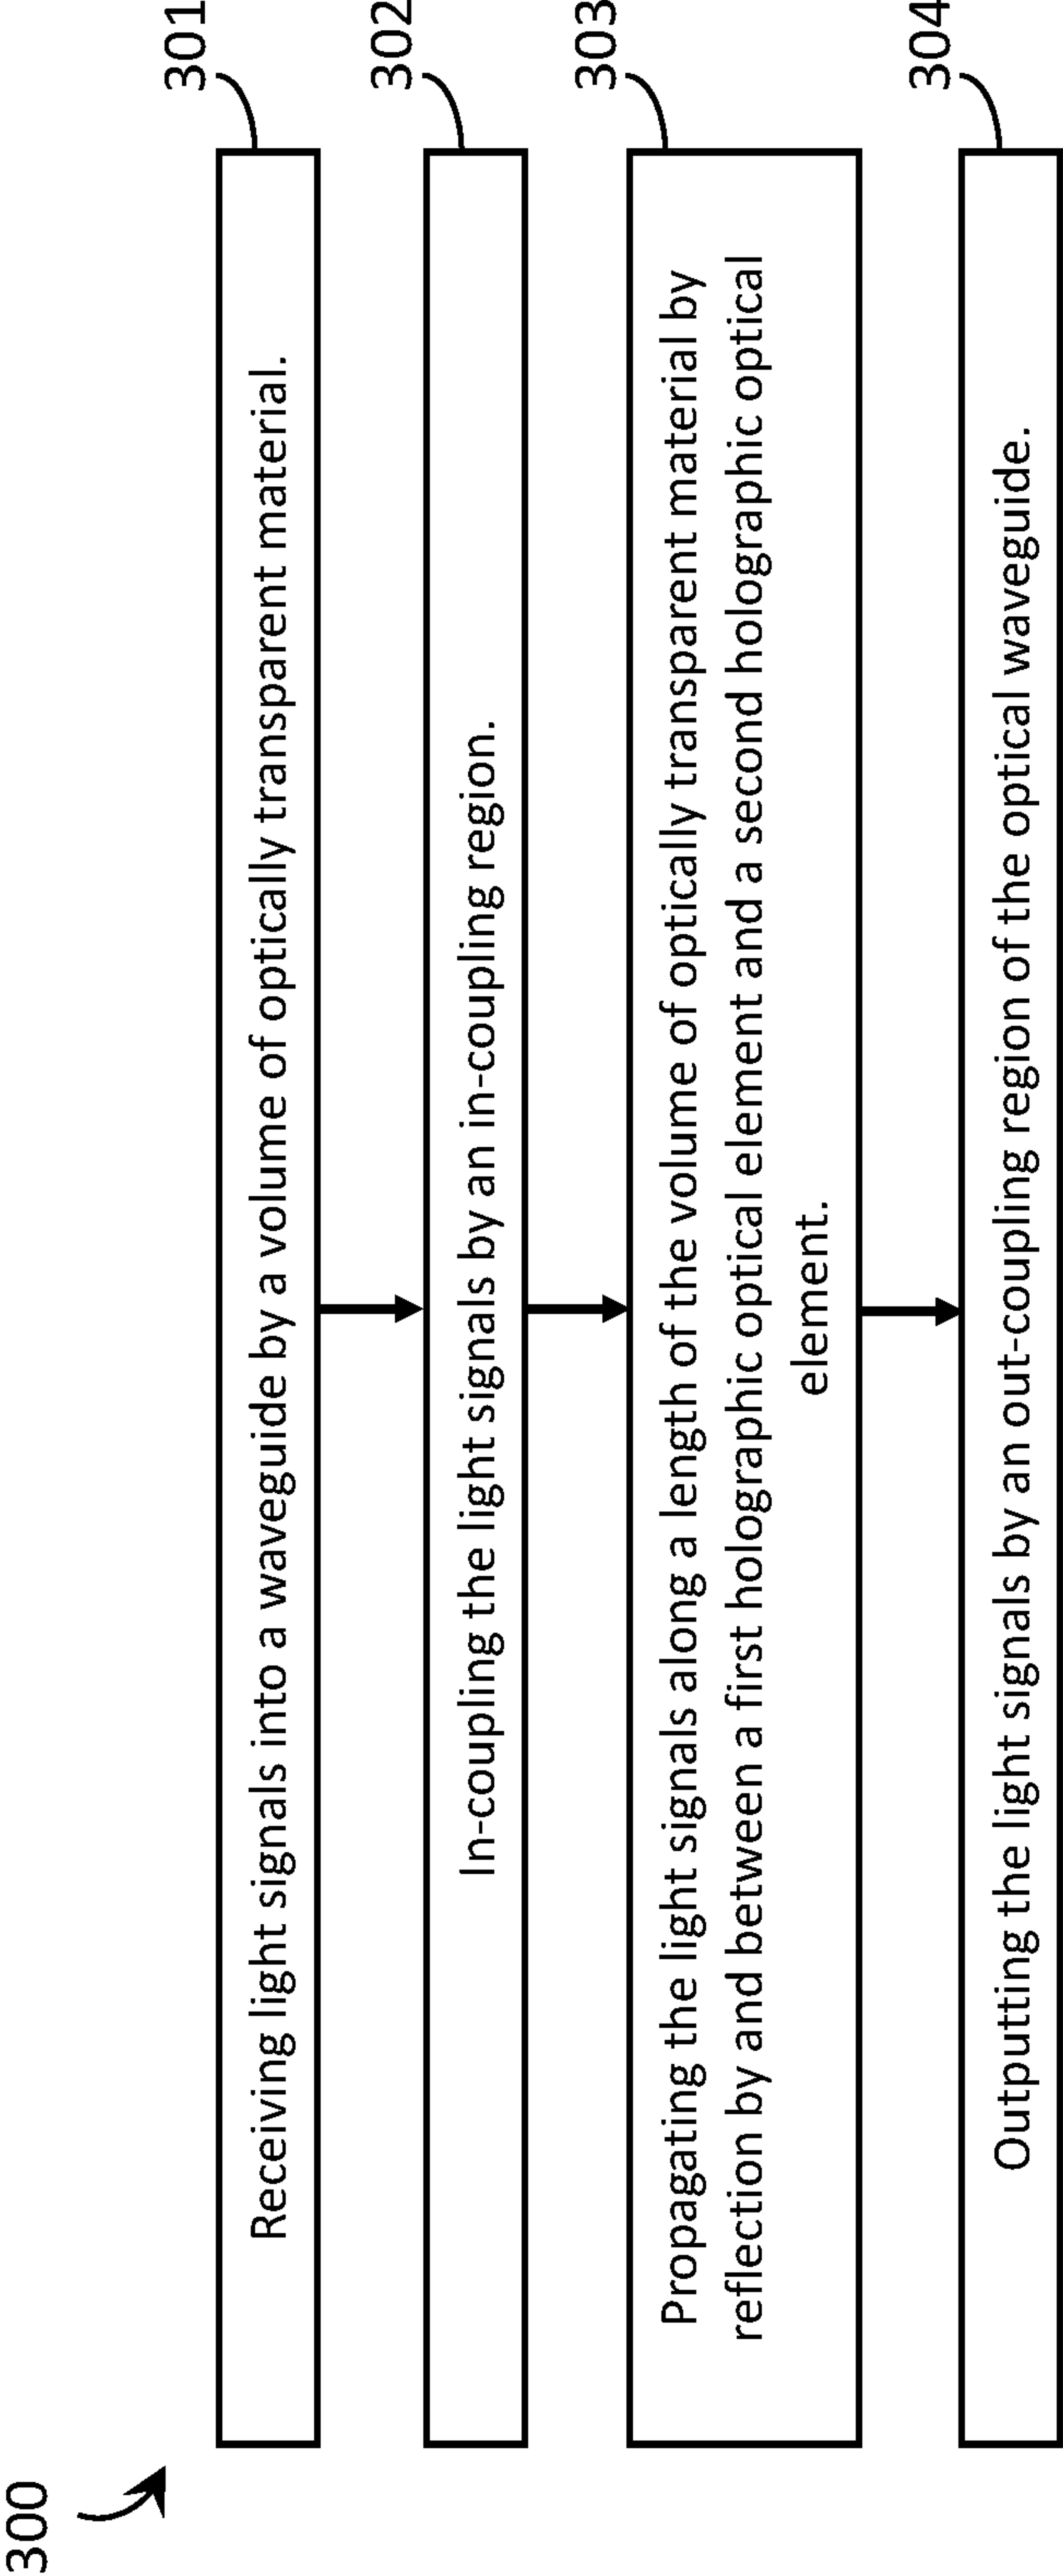 300
301
Receiving light signals into a waveguide by a volume of optically transparent material.
302
In-coupling the light signals by an in-coupling region.
303
Propagating the light signals along a length of the volume of optically transparent material by
reflection by and between a first holographic optical element and a second holographic optical
element.
304
Outputting the light signals by an out-coupling region of the optical waveguide.